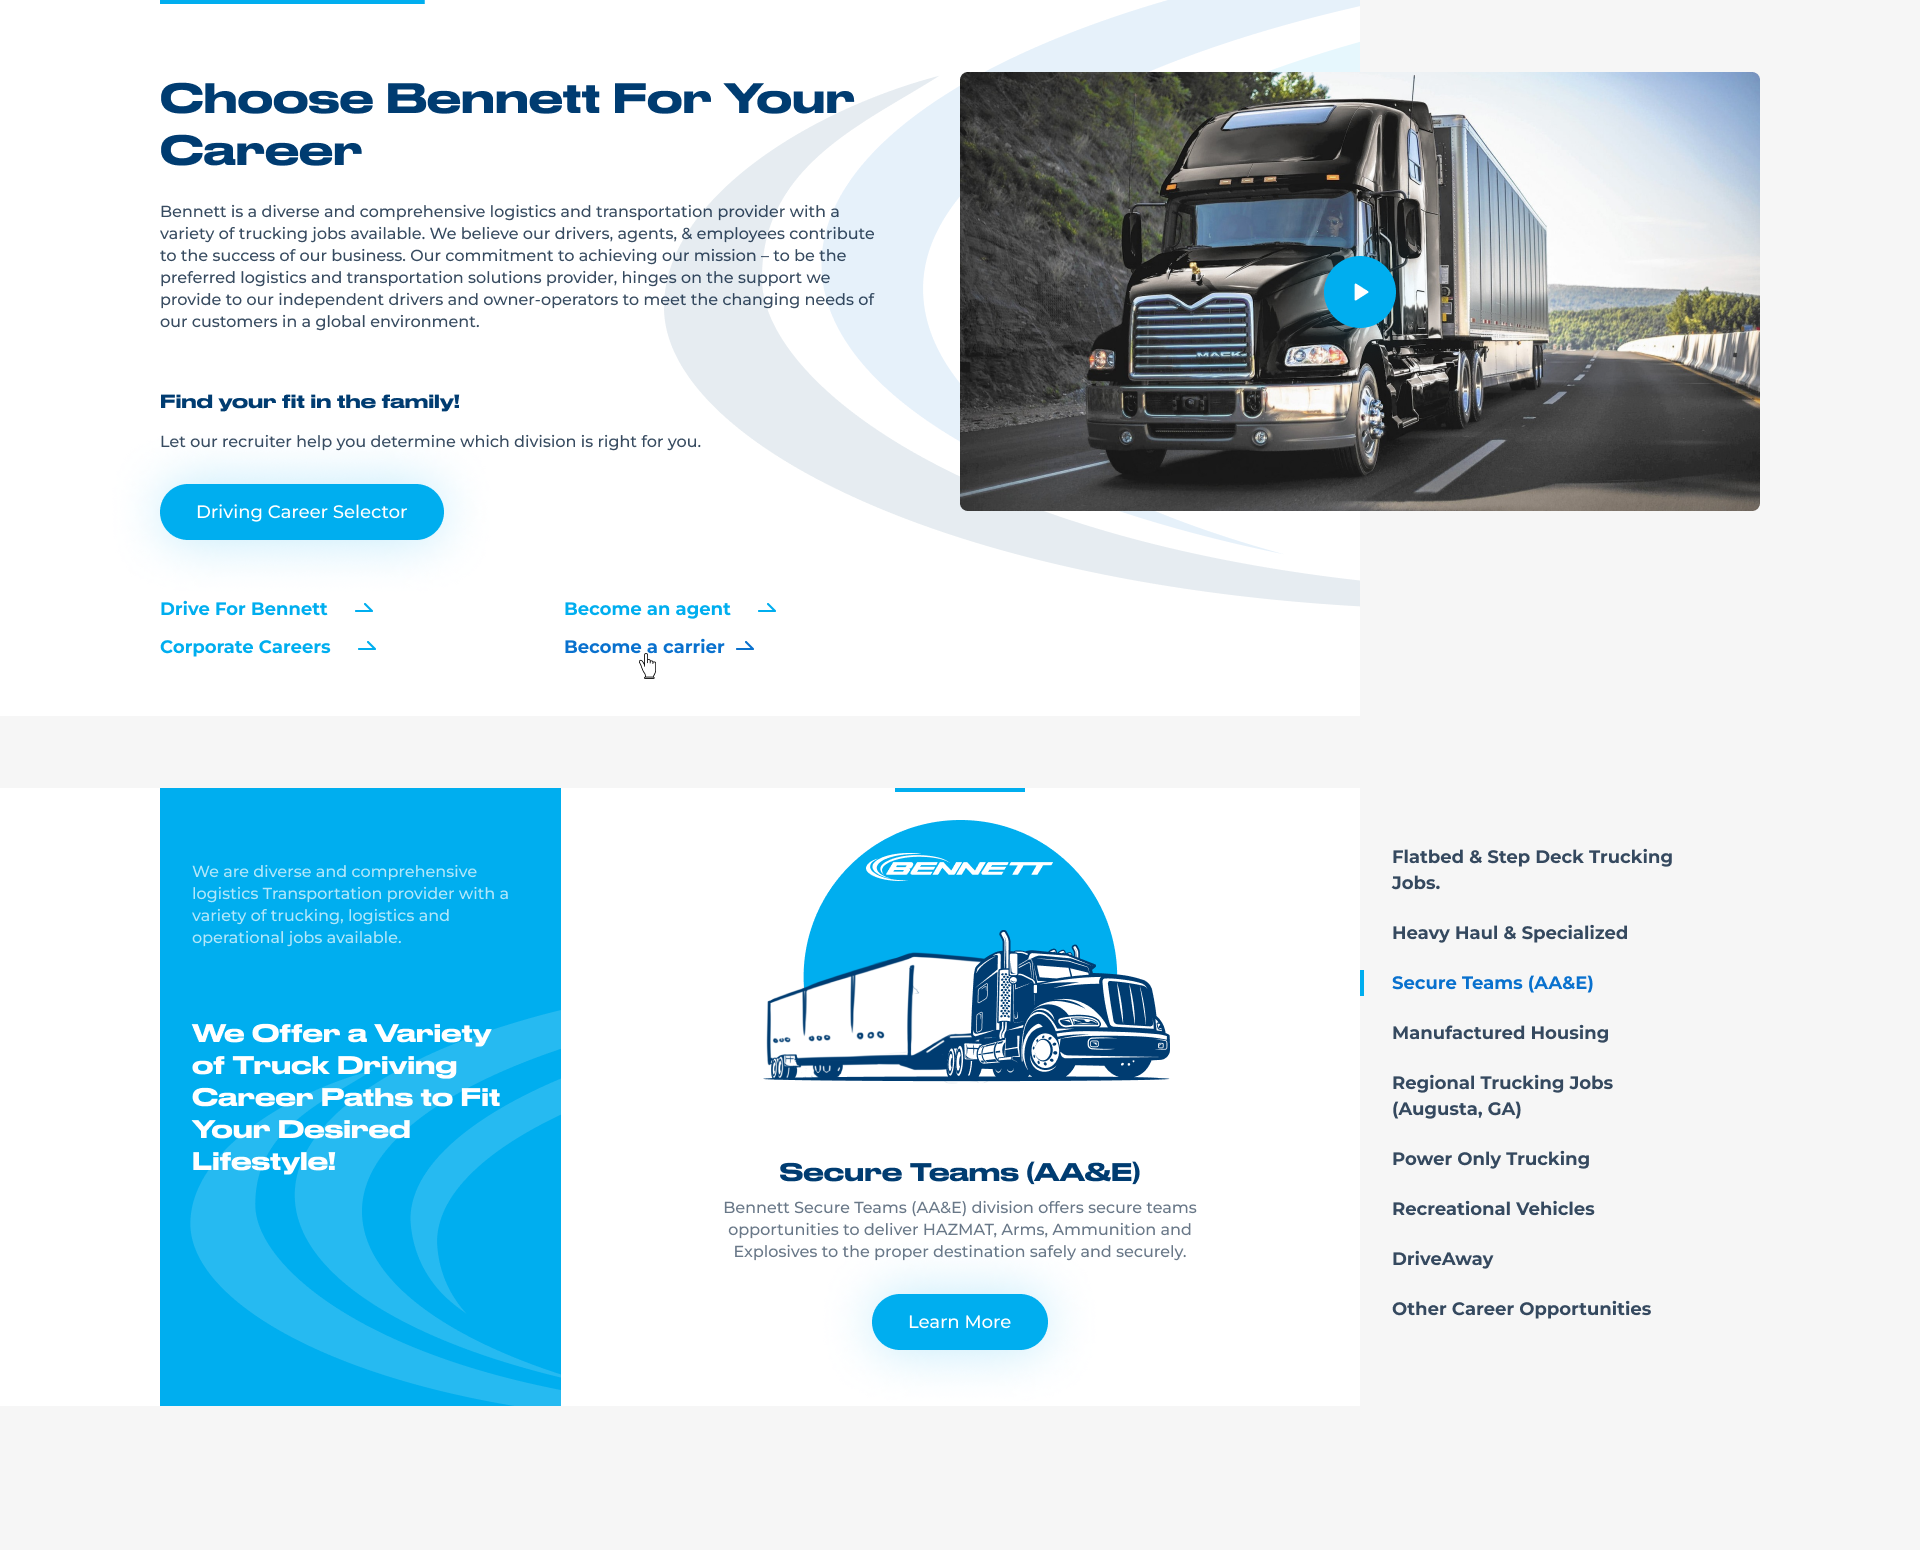 Choose Bennett For Your
Career
Bennett is a diverse and comprehensive logistics and transportation provider with a
variety of trucking jobs available. We believe our drivers, agents, & employees contribute
to the success of our business. Our commitment to achieving our mission – to be the
preferred logistics and transportation solutions provider, hinges on the support we
provide to our independent drivers and owner-operators to meet the changing needs of
our customers in a global environment.
Find your fit in the family!
Let our recruiter help you determine which division is right for you.
Driving Career Selector
Drive For Bennett
Become an agent
Corporate Careers
Become a carrier
MACK
We are diverse and comprehensive
logistics Transportation provider with a
variety of trucking, logistics and
operational jobs available.
We Offer a Variety
of Truck Driving
Career Paths to Fit
Your Desired
Lifestyle!
BENNETT
Secure Teams (AA&E)
Bennett Secure Teams (AA&E) division offers secure teams
opportunities to deliver HAZMAT, Arms, Ammunition and
Explosives to the proper destination safely and securely.
Learn More
Flatbed & Step Deck Trucking
Jobs.
Heavy Haul & Specialized
Secure Teams (AA&E)
Manufactured Housing
Regional Trucking Jobs
(Augusta, GA)
Power Only Trucking
Recreational Vehicles
DriveAway
Other Career Opportunities